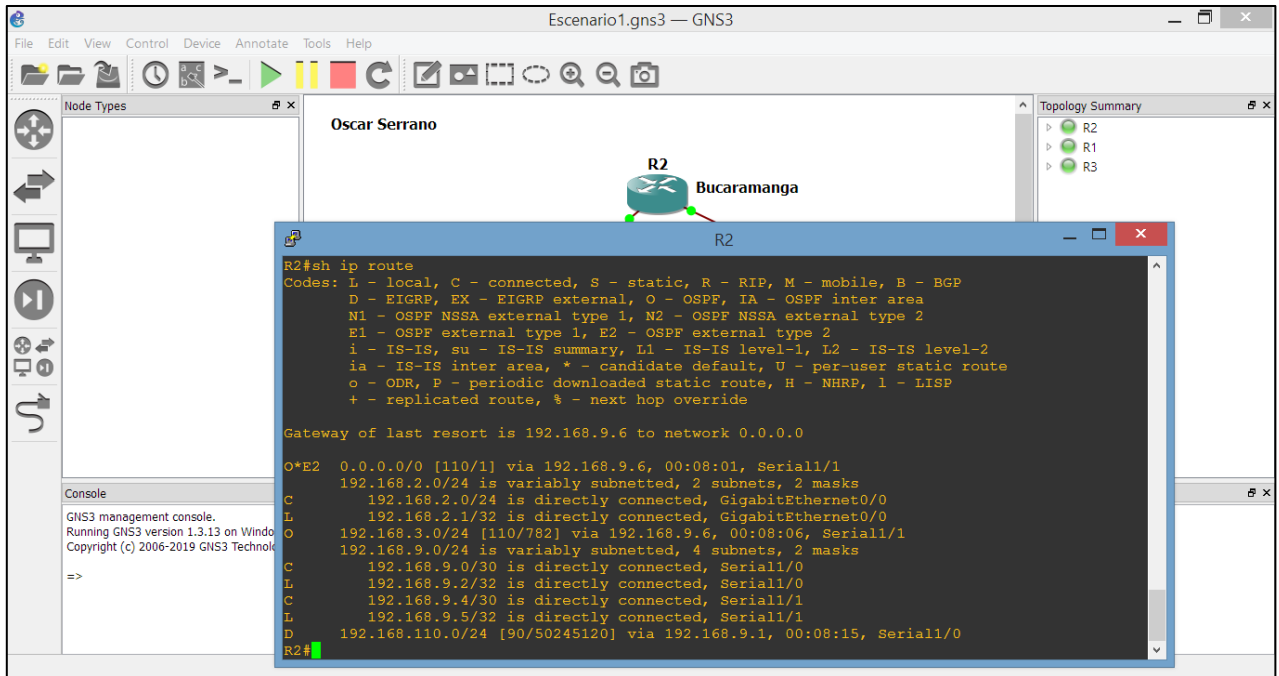 Escenario1.gns3 — GNS3
File Edit View Control Device Annotate Tools Help
Node Types
Oscar Serrano
R2
Bucaramanga
Topology Summary
R2
R1
R3
R2
R2#sh ip route
Codes: L - local, C - connected, S - static, R - RIP, M - mobile, B - BGP
D - EIGRP, EX - EIGRP external, O - OSPF, IA - OSPF inter area
N1 - OSPF NSSA external type 1, N2 - OSPF NSSA external type 2
E1 - OSPF external type 1, E2 - OSPF external type 2
i - IS-IS, su - IS-IS summary, L1 - IS-IS level-1, L2 - IS-IS level-2
ia - IS-IS inter area, * - candidate default, U - per-user static route
o - ODR, P - periodic downloaded static route, H - NHRP, l - LISP
+ - replicated route, % - next hop override
Gateway of last resort is 192.168.9.6 to network 0.0.0.0
O*E2 0.0.0.0/0 [110/1] via 192.168.9.6, 00:08:01, Serial1/1
192.168.2.0/24 is variably subnetted, 2 subnets, 2 masks
C 192.168.2.0/24 is directly connected, GigabitEthernet0/0
L 192.168.2.1/32 is directly connected, GigabitEthernet0/0
O 192.168.3.0/24 [110/782] via 192.168.9.6, 00:08:06, Serial1/1
192.168.9.0/24 is variably subnetted, 4 subnets, 2 masks
C 192.168.9.0/30 is directly connected, Serial1/0
L 192.168.9.2/32 is directly connected, Serial1/0
C 192.168.9.4/30 is directly connected, Serial1/1
L 192.168.9.5/32 is directly connected, Serial1/1
D 192.168.110.0/24 [90/50245120] via 192.168.9.1, 00:08:15, Serial1/0
R2#
Console
GNS3 management console.
Running GNS3 version 1.3.13 on Windo
Copyright (c) 2006-2019 GNS3 Technol
=>